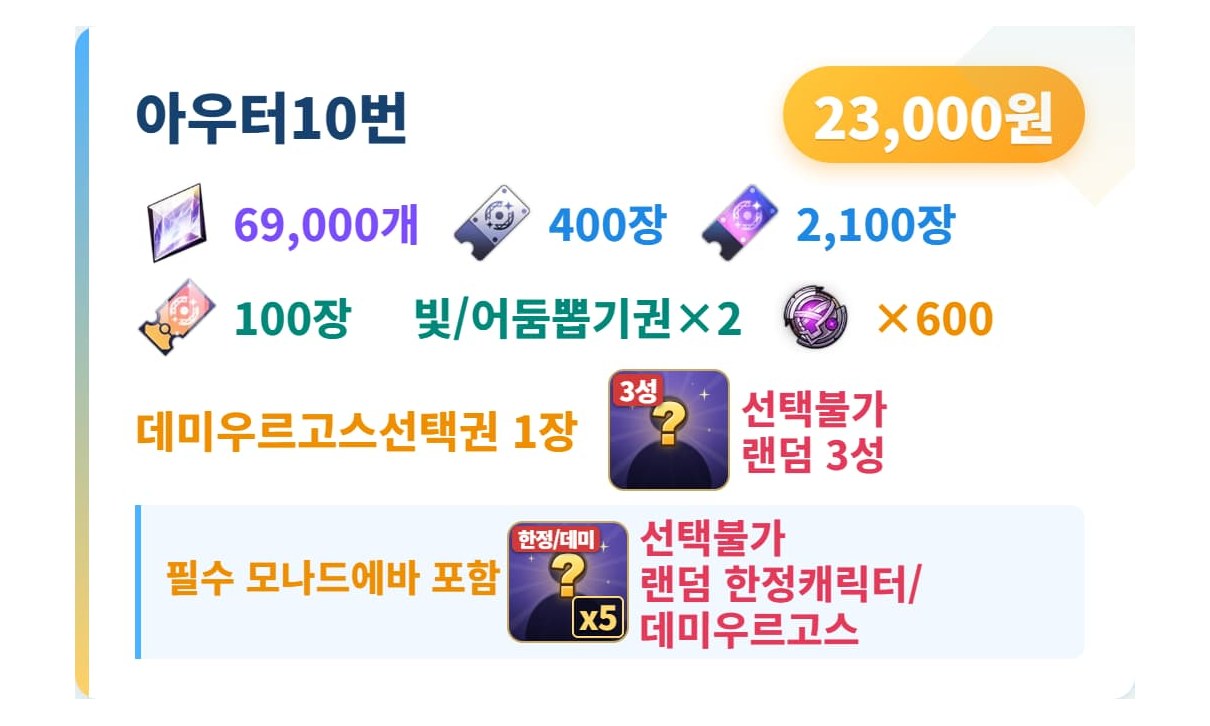 아우터10번
23,000원
69,000개 400장 2,100장
100장 빛/어둠뽑기권×2 ×600
데미우르고스선택권 1장
3성
?
선택불가
랜덤 3성
필수 모나드에바 포함
한정/데미
?
x5
선택불가
랜덤 한정캐릭터/
데미우르고스